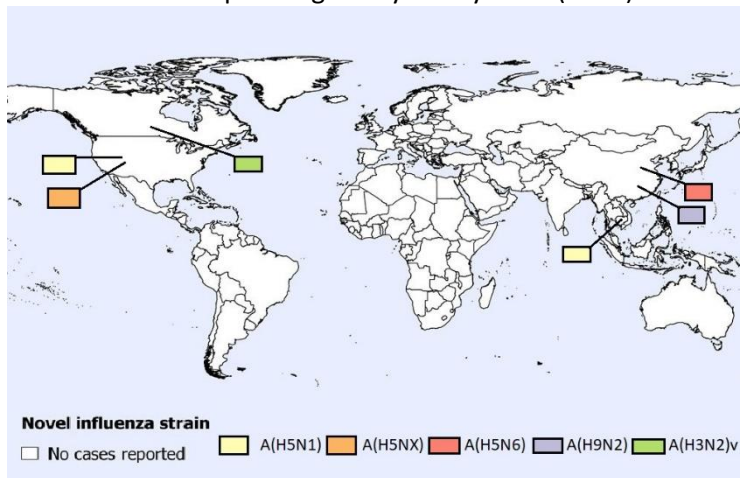 Novel influenza strain
No cases reported A(H5N1) A(H5NX) A(H5N6) A(H9N2) A(H3N2)v